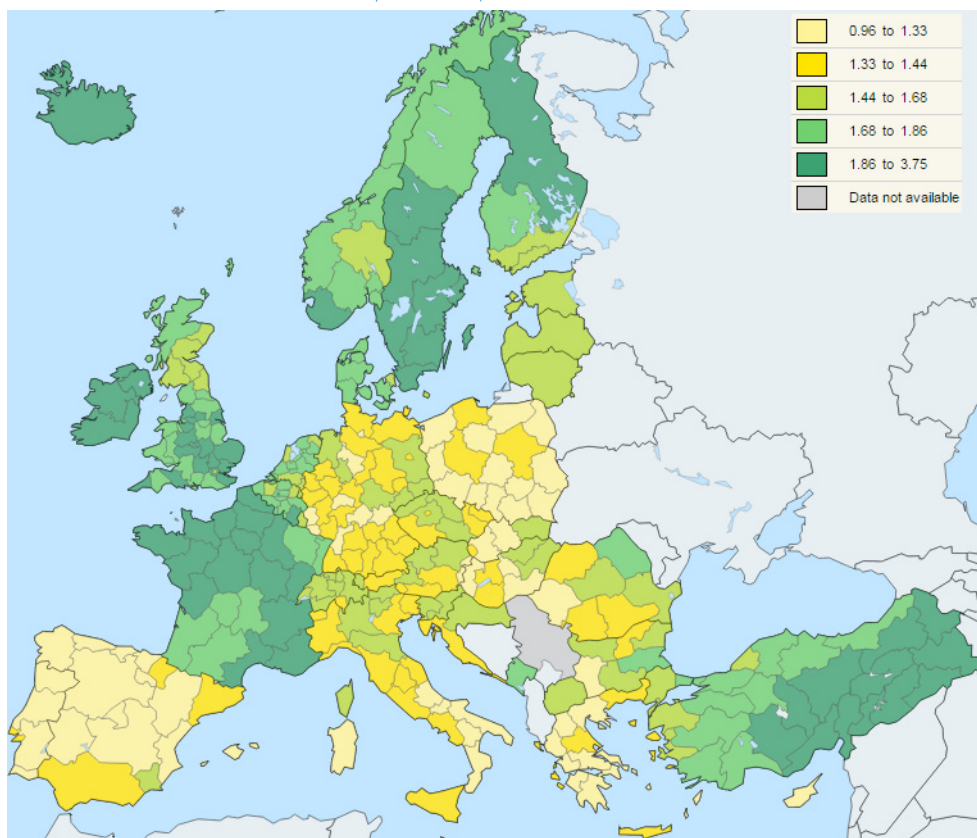 0.96 to 1.33
1.33 to 1.44
1.44 to 1.68
1.68 to 1.86
1.86 to 3.75
Data not available